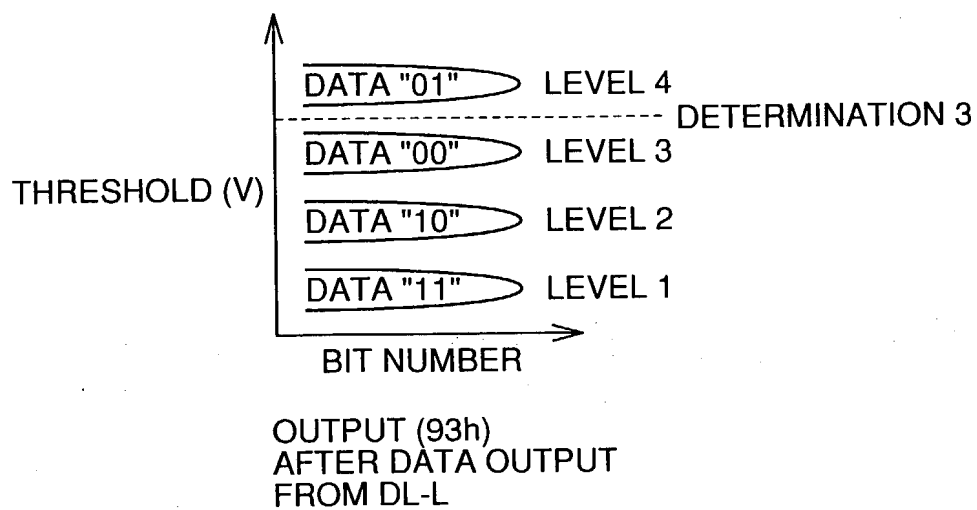 DATA "01" LEVEL 4
DETERMINATION 3
DATA "00" LEVEL 3
THRESHOLD (V)
DATA "10" LEVEL 2
DATA "11" LEVEL 1
BIT NUMBER
OUTPUT (93h)
AFTER DATA OUTPUT
FROM DL-L